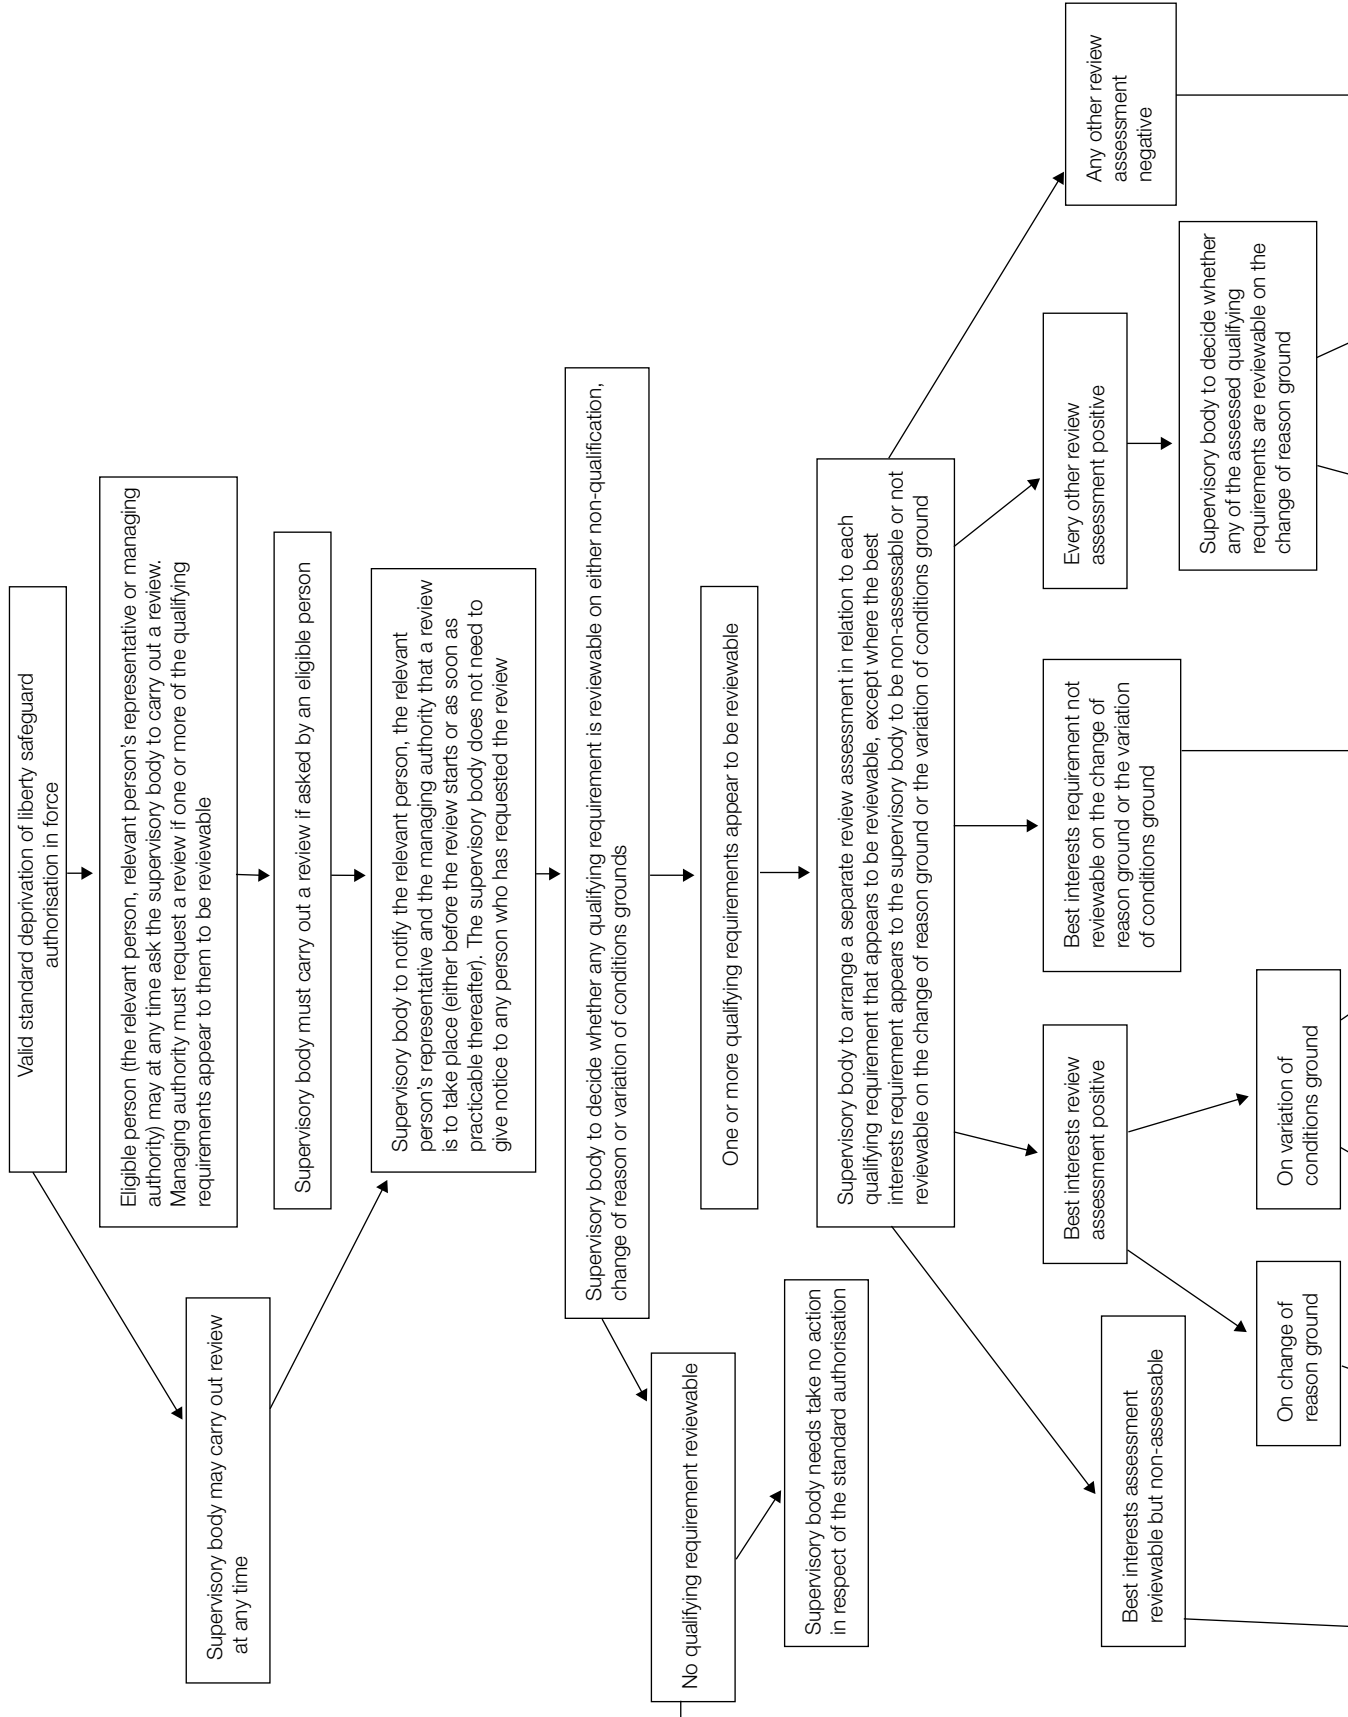 Valid standard deprivation of liberty safeguard
authorisation in force
Supervisory body may carry out review
at any time
Eligible person (the relevant person, relevant person's representative or managing
authority) may at any time ask the supervisory body to carry out a review.
Managing authority must request a review if one or more of the qualifying
requirements appear to them to be reviewable
Supervisory body must carry out a review if asked by an eligible person
Supervisory body to notify the relevant person, the relevant
person's representative and the managing authority that a review
is to take place (either before the review starts or as soon as
practicable thereafter). The supervisory body does not need to
give notice to any person who has requested the review
Supervisory body to decide whether any qualifying requirement is reviewable on either non-qualification,
change of reason or variation of conditions grounds
No qualifying requirement reviewable
Supervisory body needs take no action
in respect of the standard authorisation
One or more qualifying requirements appear to be reviewable
Supervisory body to arrange a separate review assessment in relation to each
qualifying requirement that appears to be reviewable, except where the best
interests requirement appears to the supervisory body to be non-assessable or not
reviewable on the change of reason ground or the variation of conditions ground
Best interests assessment
reviewable but non-assessable
Best interests review
assessment positive
On change of
reason ground
On variation of
conditions ground
Best interests requirement not
reviewable on the change of
reason ground or the variation
of conditions ground
Every other review
assessment positive
Supervisory body to decide whether
any of the assessed qualifying
requirements are reviewable on the
change of reason ground
Any other review
assessment
negative